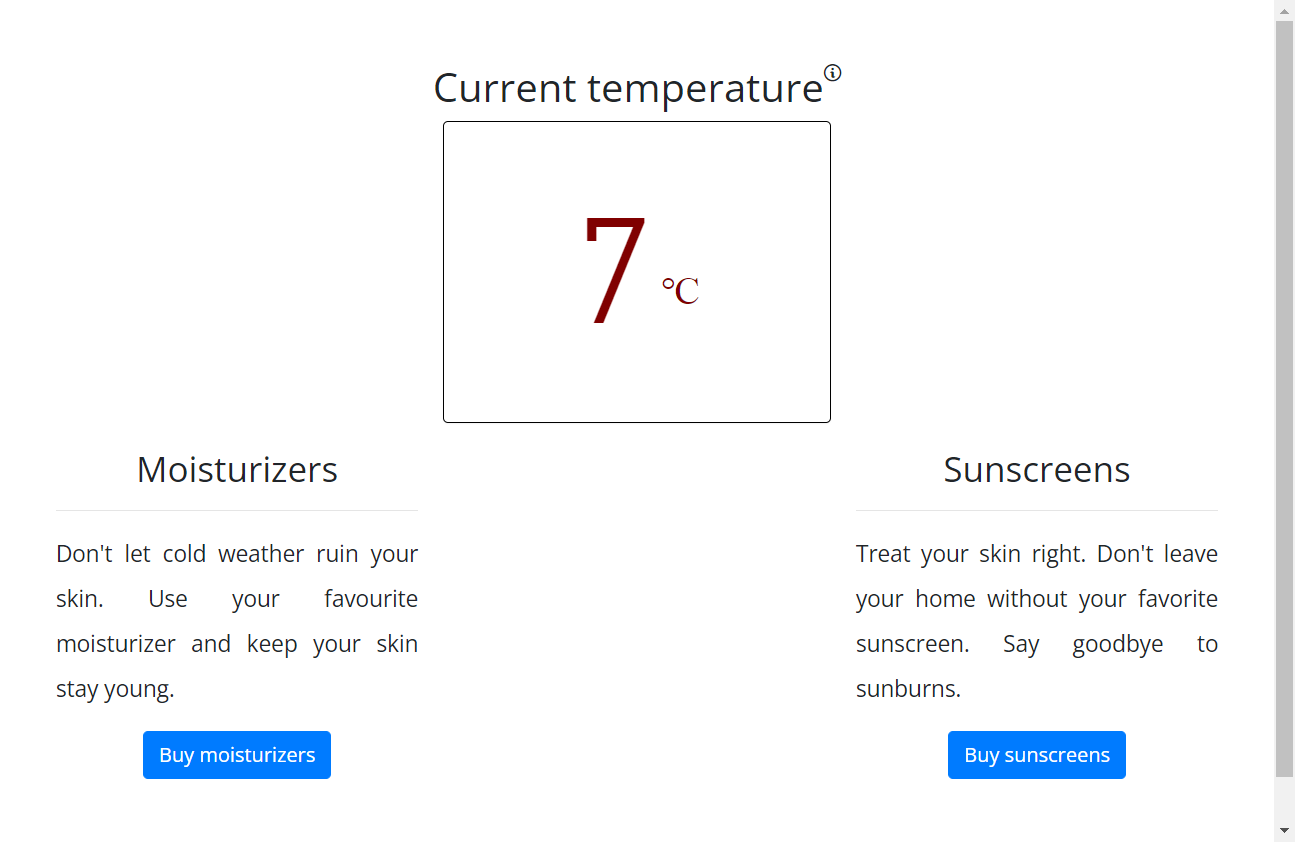 Current temperature
7 ℃
Moisturizers
Don't let cold weather ruin your
skin. Use your favourite
moisturizer and keep your skin
stay young.
Buy moisturizers
Sunscreens
Treat your skin right. Don't leave
your home without your favorite
sunscreen. Say goodbye to
sunburns.
Buy sunscreens